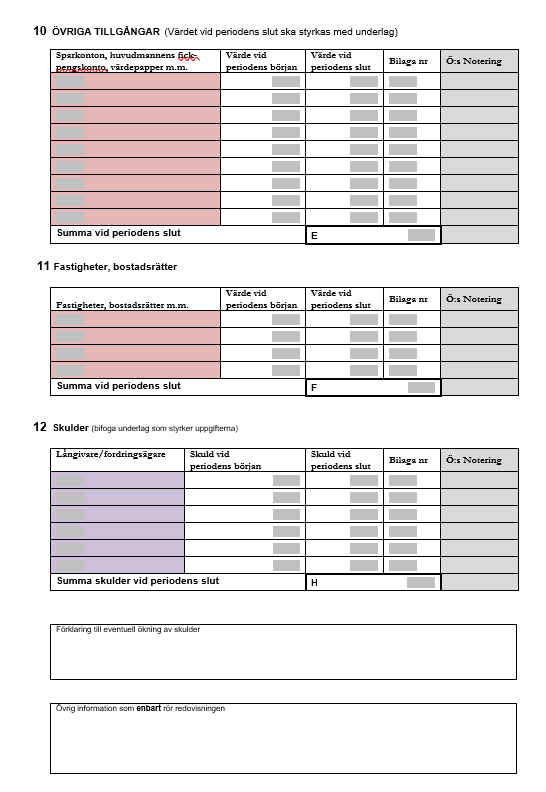 10 ÖVRIGA TILLGÅNGAR (Värdet vid periodens slut ska styrkas med underlag)
Sparkonton, huvudmannens fick-
pengskonto, värdepapper m.m.
Värde vid
periodens början
Värde vid
periodens slut
Bilaga nr
Ö:s Notering
Summa vid periodens slut
E
11 Fastigheter, bostadsrätter
Fastigheter, bostadsrätter m.m.
Värde vid
periodens början
Värde vid
periodens slut
Bilaga nr
Ö:s Notering
Summa vid periodens slut
F
12 Skulder (bifoga underlag som styrker uppgifterna)
Långivare/fordringsägare
Skuld vid
periodens början
Skuld vid
periodens slut
Bilaga nr
Ö:s Notering
Summa skulder vid periodens slut
H
Förklaring till eventuell ökning av skulder
Övrig information som enbart rör redovisningen